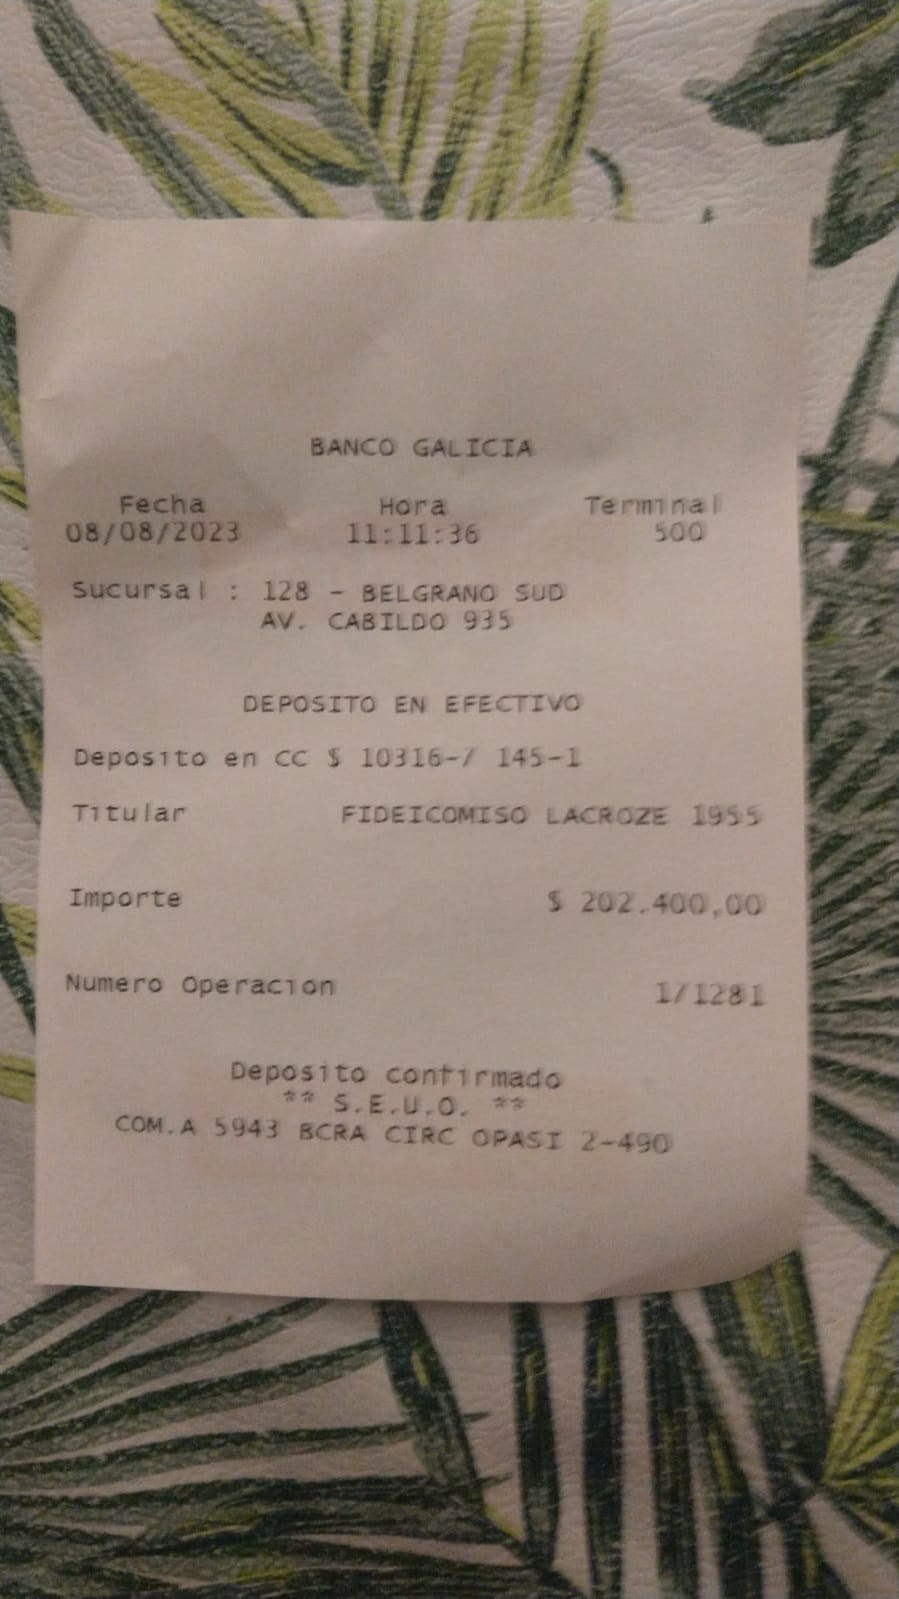 BANCO GALICIA
Fecha Hora Terminal
08/08/2023 11:11:36 500
Sucursal : 128 - BELGRANO SUD
AV. CABILDO 935
DEPOSITO EN EFECTIVO
Deposito en CC $ 10316-7 145-1
Titular FIDEICOMISO LACROZE 1955
Importe $ 202.400,00
Numero Operacion 171281
Deposito confirmado
** S.E.U.O. **
COM.A 5943 BCRA CIRC OPASI 2-490